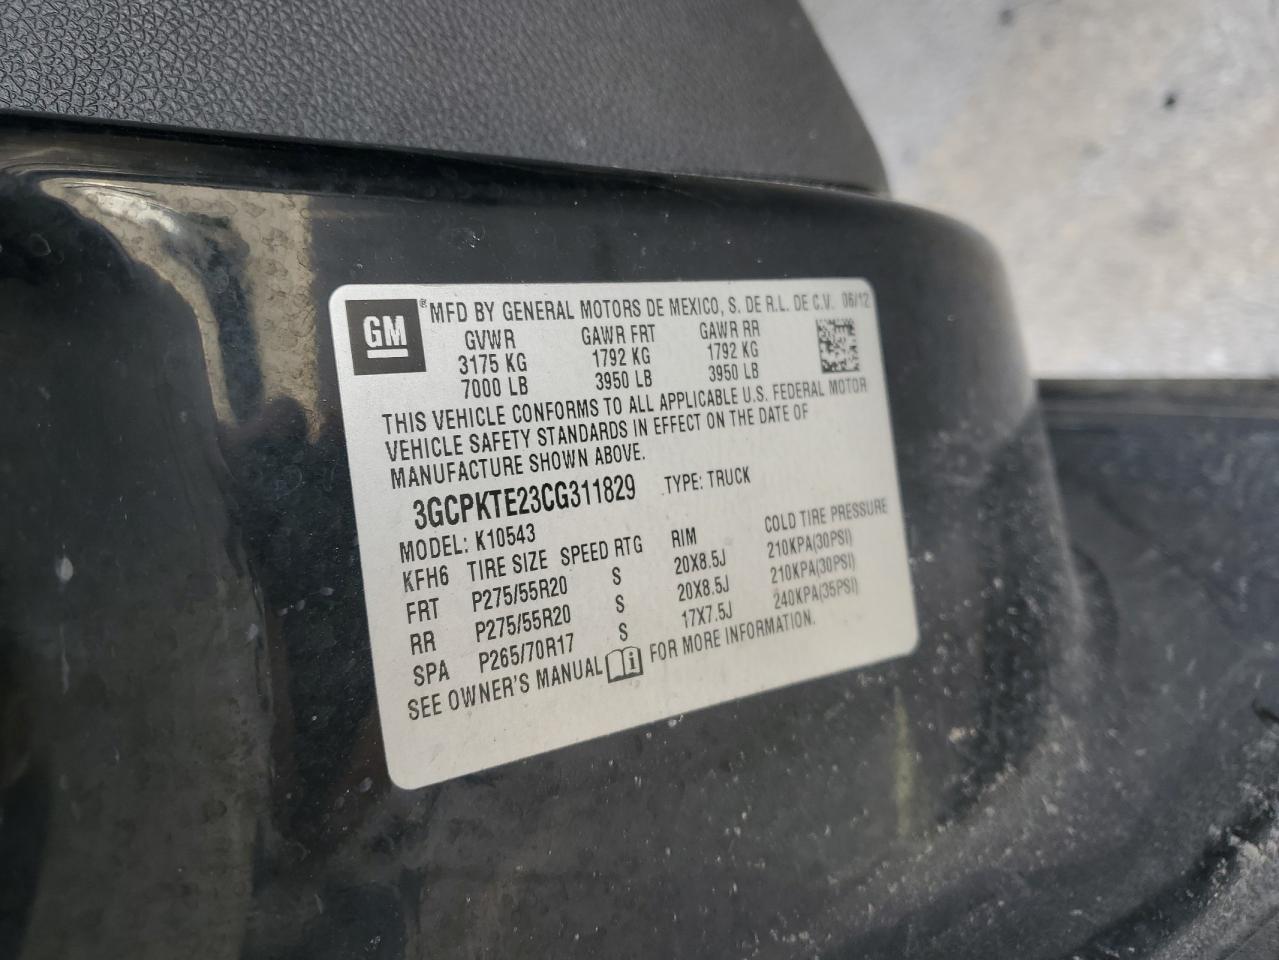 GM ® MFD BY GENERAL MOTORS DE MEXICO, S. DE R.L. DE C.V. 06/12
GVWR GAWR FRT GAWR RR
3175 KG 1792 KG 1792 KG
7000 LB 3950 LB 3950 LB
THIS VEHICLE CONFORMS TO ALL APPLICABLE U.S. FEDERAL MOTOR
VEHICLE SAFETY STANDARDS IN EFFECT ON THE DATE OF
MANUFACTURE SHOWN ABOVE.
3GCPKTE23CG311829 TYPE: TRUCK
MODEL: K10543
KFH6 TIRE SIZE SPEED RTG RIM COLD TIRE PRESSURE
FRT P275/55R20 S 20X8.5J 210KPA(30PSI)
RR P275/55R20 S 20X8.5J 210KPA(30PSI)
SPA P265/70R17 S 17X7.5J 240KPA(35PSI)
SEE OWNER'S MANUAL FOR MORE INFORMATION.